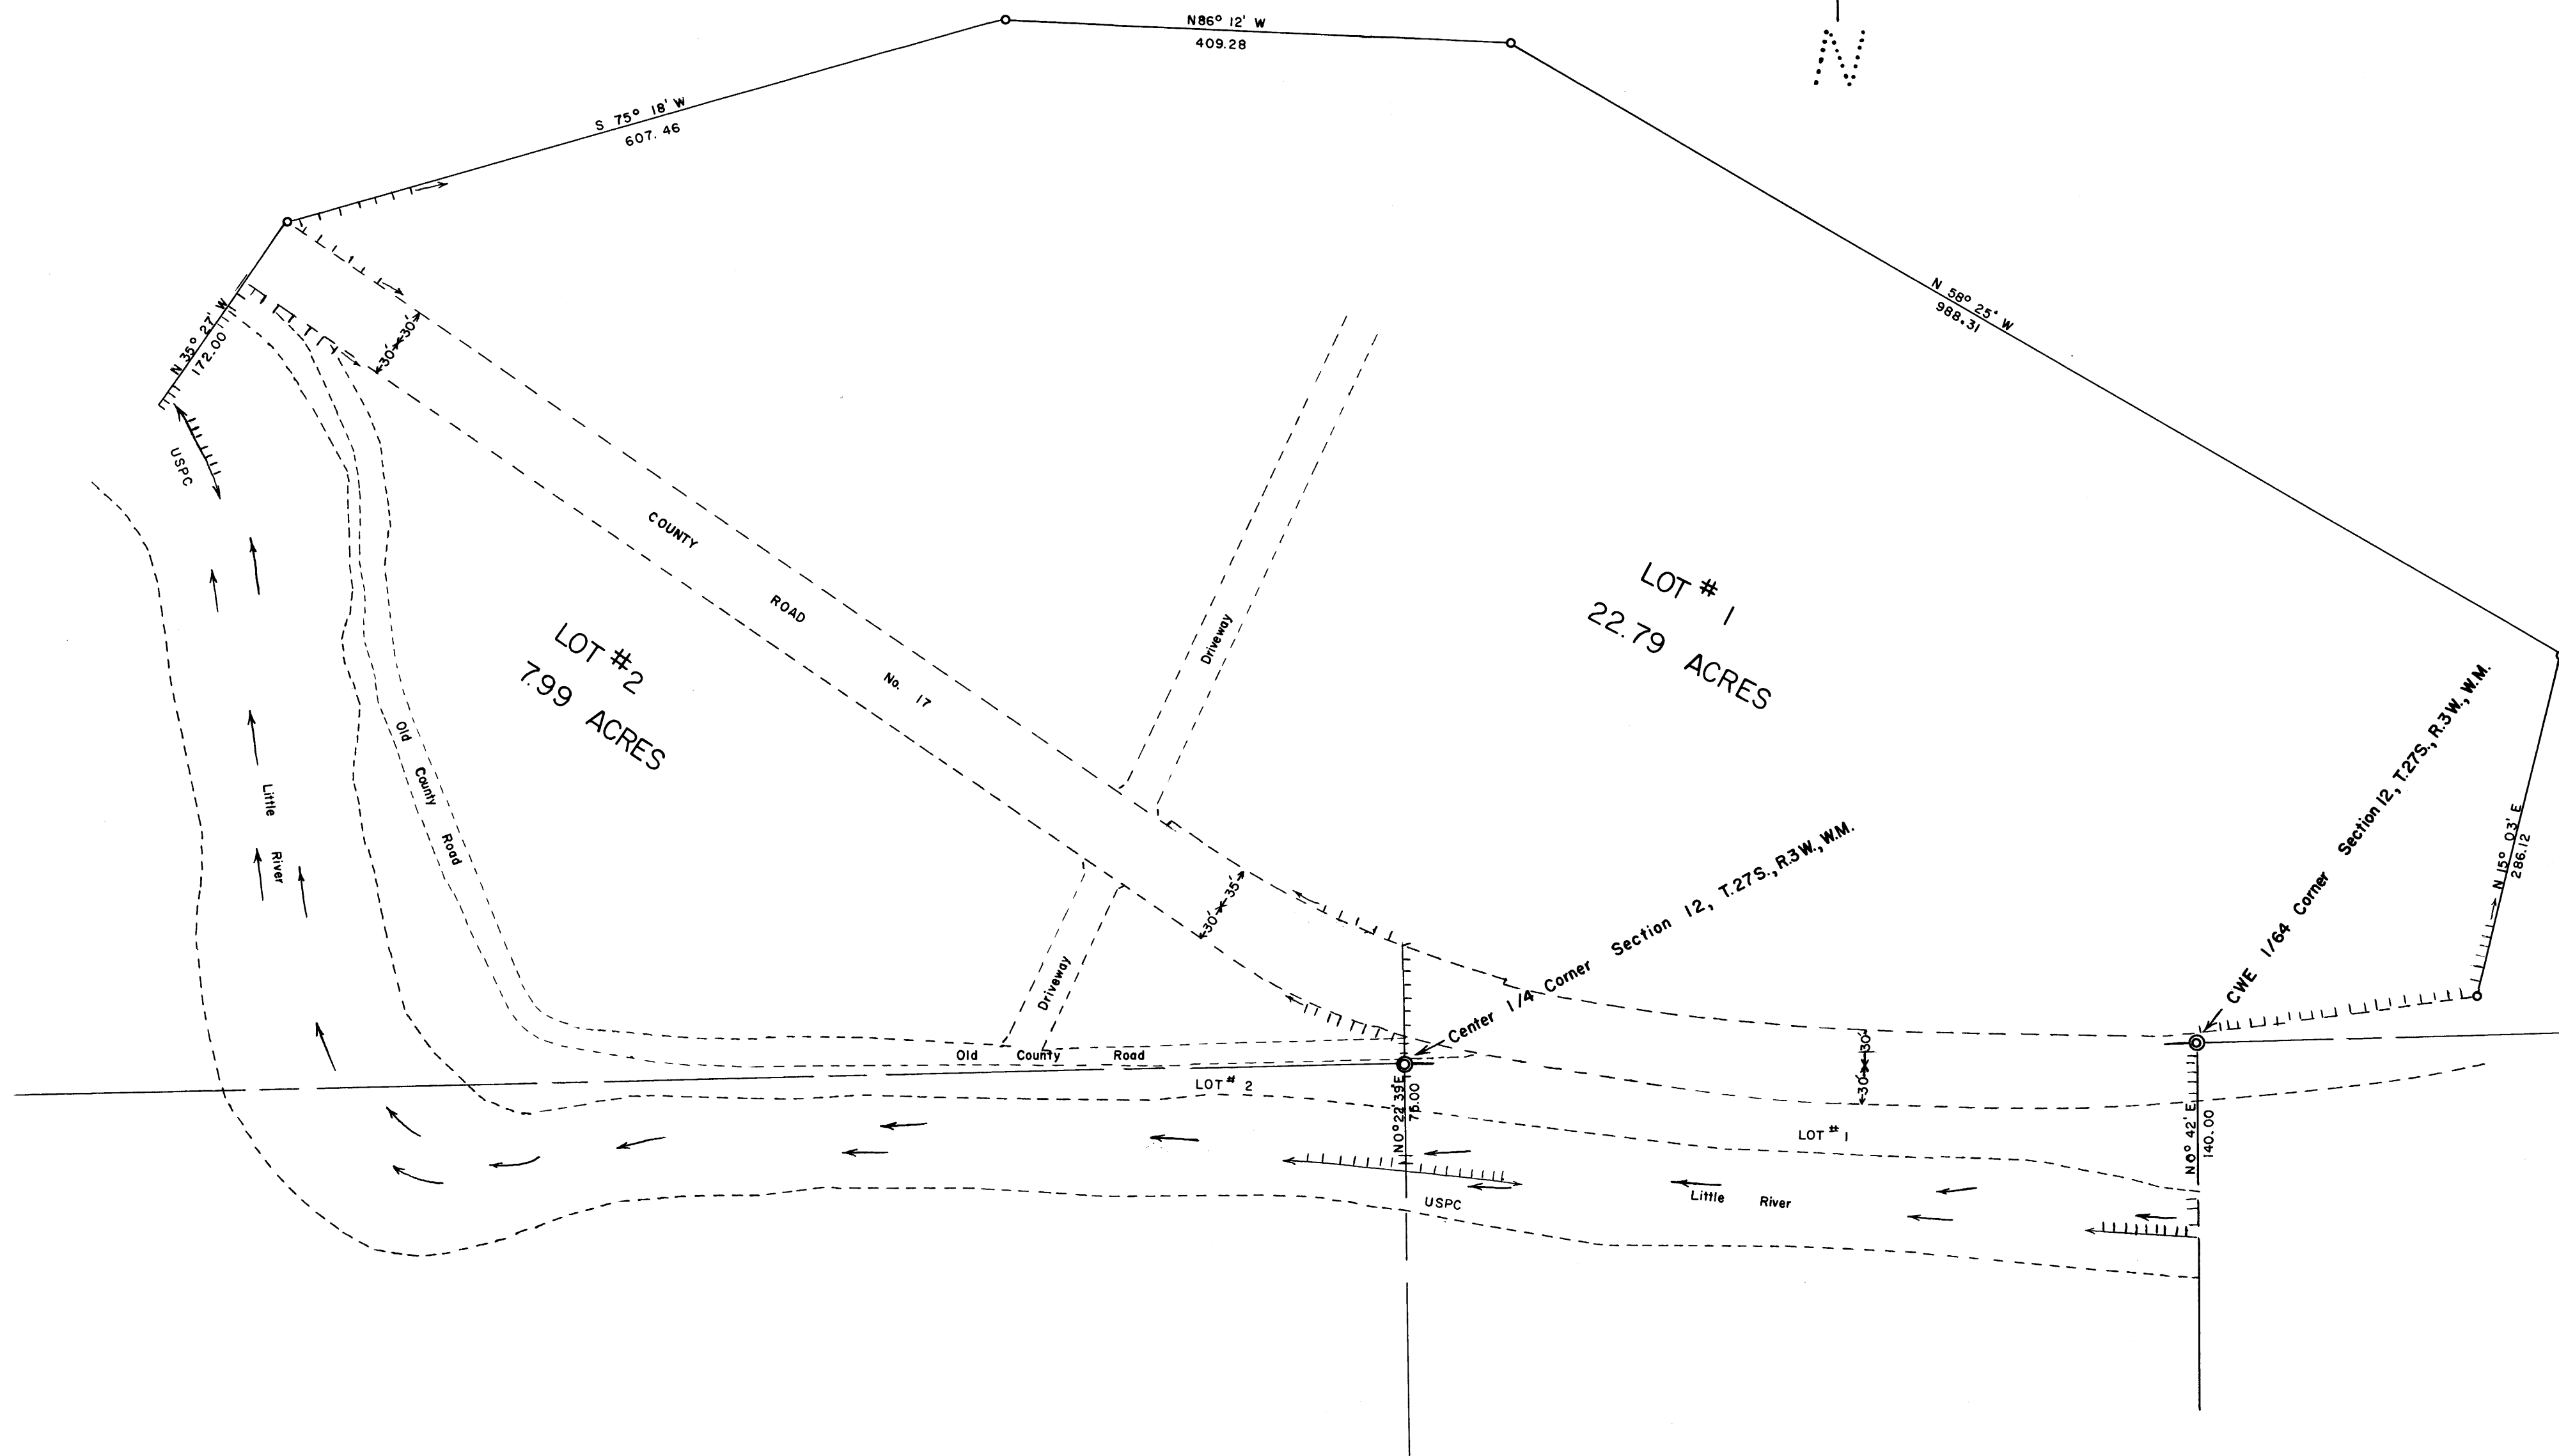 N86° 12' W
409.28
N
S 75° 18' W
607.46
N 58° 25' W
988.31
N 35° 27' W
172.00'
30' 30'
USPC
COUNTY
ROAD
No. 17
Driveway
LOT # 1
22.79 ACRES
LOT #2
7.99 ACRES
Old
County
Road
Little
River
30' 35'
Driveway
Center 1/4 Corner Section 12, T.27S., R.3W., W.M.
CWE 1/64 Corner Section 12, T.27S., R.3W., W.M.
N 15° 03' E
286.12
Old County Road
LOT # 2
N0° 22' 39"E
75.00
30' 30'
LOT # 1
N0° 42' E
140.00
USPC
Little River